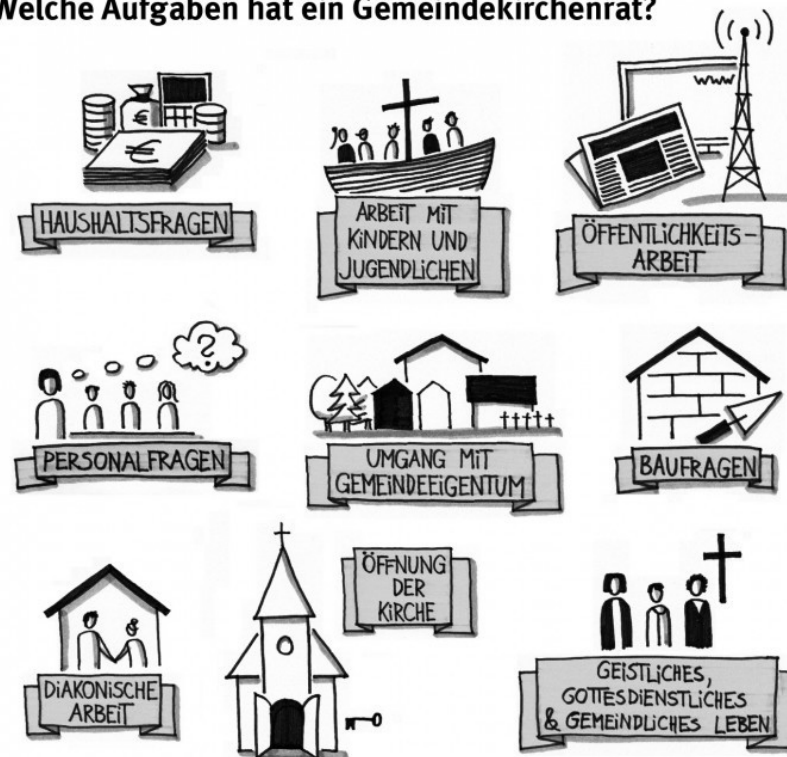 Welche Aufgaben hat ein Gemeindekirchenrat?
€
€
www
HAUSHALTSFRAGEN
ARBEIT MIT
KINDERN UND
JUGENDLICHEN
ÖFFENTLICHKEITS-
ARBEIT
?
PERSONALFRAGEN
UMGANG MIT
GEMEINDEEIGENTUM
BAUFRAGEN
ÖFFNUNG
DER
KIRCHE
DIAKONISCHE
ARBEIT
GEISTLICHES,
GOTTESDIENSTLICHES
& GEMEINDLICHES LEBEN